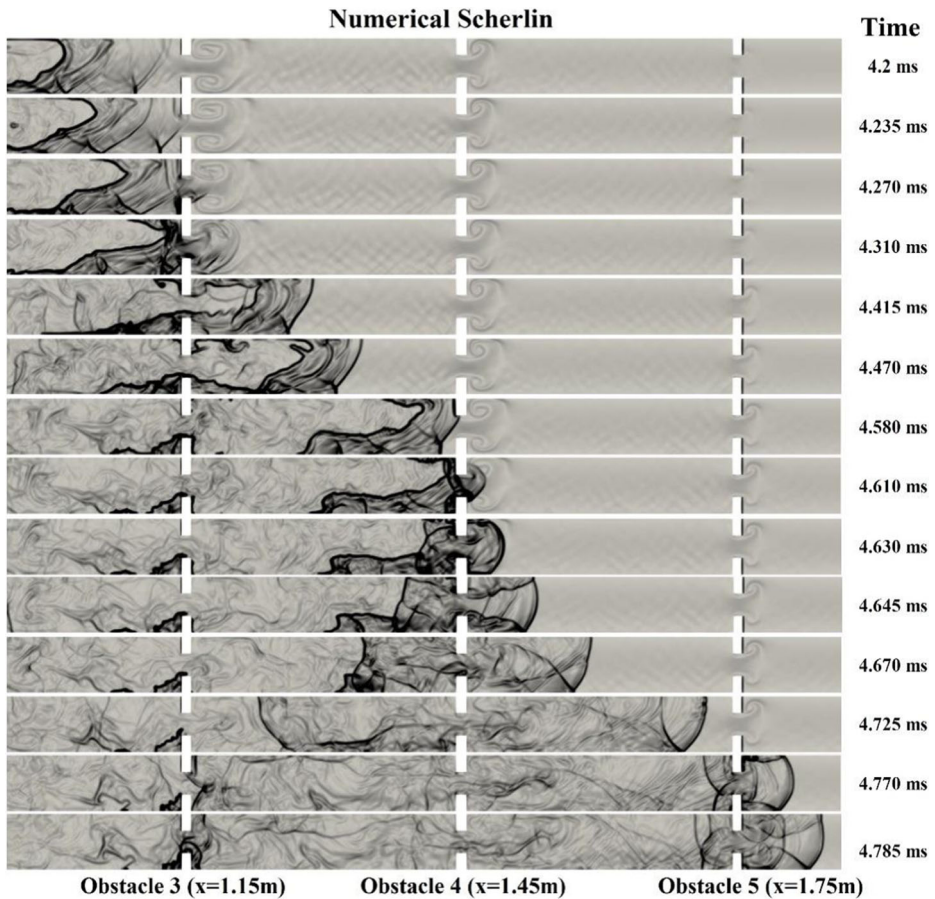 Numerical Scherlin
Time
4.2 ms
4.235 ms
4.270 ms
4.310 ms
4.415 ms
4.470 ms
4.580 ms
4.610 ms
4.630 ms
4.645 ms
4.670 ms
4.725 ms
4.770 ms
4.785 ms
Obstacle 3 (x=1.15m) Obstacle 4 (x=1.45m) Obstacle 5 (x=1.75m)